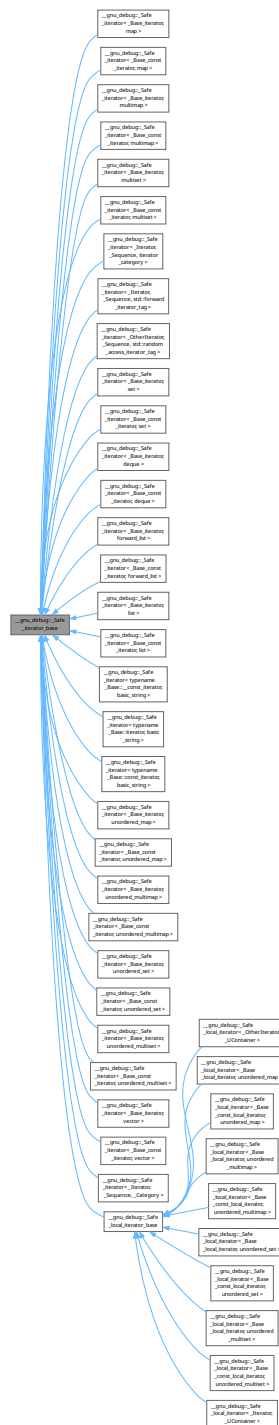 __gnu_debug::_Safe
_iterator< _Base_iterator,
map >
__gnu_debug::_Safe
_iterator< _Base_const
_iterator, map >
__gnu_debug::_Safe
_iterator< _Base_iterator,
multimap >
__gnu_debug::_Safe
_iterator< _Base_const
_iterator, multimap >
__gnu_debug::_Safe
_iterator< _Base_iterator,
multiset >
__gnu_debug::_Safe
_iterator< _Base_const
_iterator, multiset >
__gnu_debug::_Safe
_iterator< _Iterator,
_Sequence, iterator
_category >
__gnu_debug::_Safe
_iterator< _Iterator,
_Sequence, std::forward
_iterator_tag >
__gnu_debug::_Safe
_iterator< _OtherIterator,
_Sequence, std::random
_access_iterator_tag >
__gnu_debug::_Safe
_iterator< _Base_iterator,
set >
__gnu_debug::_Safe
_iterator< _Base_const
_iterator, set >
__gnu_debug::_Safe
_iterator< _Base_iterator,
deque >
__gnu_debug::_Safe
_iterator< _Base_const
_iterator, deque >
__gnu_debug::_Safe
_iterator< _Base_iterator,
forward_list >
__gnu_debug::_Safe
_iterator< _Base_const
_iterator, forward_list >
__gnu_debug::_Safe
_iterator< _Base_iterator,
list >
__gnu_debug::_Safe
_iterator_base
__gnu_debug::_Safe
_iterator< _Base_const
_iterator, list >
__gnu_debug::_Safe
_iterator< typename
_Base::_const_iterator,
basic_string >
__gnu_debug::_Safe
_iterator< typename
_Base::iterator, basic
_string >
__gnu_debug::_Safe
_iterator< typename
_Base::const_iterator,
basic_string >
__gnu_debug::_Safe
_iterator< _Base_iterator,
unordered_map >
__gnu_debug::_Safe
_iterator< _Base_const
_iterator, unordered_map >
__gnu_debug::_Safe
_iterator< _Base_iterator,
unordered_multimap >
__gnu_debug::_Safe
_iterator< _Base_const
_iterator, unordered_multimap >
__gnu_debug::_Safe
_iterator< _Base_iterator,
unordered_set >
__gnu_debug::_Safe
_iterator< _Base_const
_iterator, unordered_set >
__gnu_debug::_Safe
_iterator< _Base_iterator,
unordered_multiset >
__gnu_debug::_Safe
_iterator< _Base_const
_iterator, unordered_multiset >
__gnu_debug::_Safe
_iterator< _Base_iterator,
vector >
__gnu_debug::_Safe
_iterator< _Base_const
_iterator, vector >
__gnu_debug::_Safe
_iterator< _Iterator,
_Sequence, _Category >
__gnu_debug::_Safe
_local_iterator_base
__gnu_debug::_Safe
_local_iterator< _OtherIterator,
_UContainer >
__gnu_debug::_Safe
_local_iterator< _Base
_local_iterator, unordered_map
__gnu_debug::_Safe
_local_iterator< _Base
_const_local_iterator,
unordered_map >
__gnu_debug::_Safe
_local_iterator< _Base
_local_iterator, unordered
_multimap >
__gnu_debug::_Safe
_local_iterator< _Base
_const_local_iterator,
unordered_multimap >
__gnu_debug::_Safe
_local_iterator< _Base
_local_iterator, unordered_set >
__gnu_debug::_Safe
_local_iterator< _Base
_const_local_iterator,
unordered_set >
__gnu_debug::_Safe
_local_iterator< _Base
_local_iterator, unordered
_multiset >
__gnu_debug::_Safe
_local_iterator< _Base
_const_local_iterator,
unordered_multiset >
__gnu_debug::_Safe
_local_iterator< _Iterator,
_UContainer >